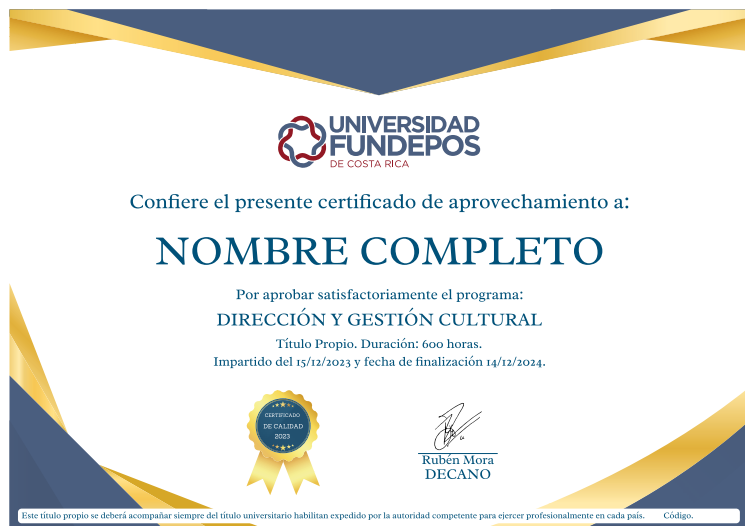 UNIVERSIDAD
FUNDEPOS
DE COSTA RICA
Confiere el presente certificado de aprovechamiento a:
NOMBRE COMPLETO
Por aprobar satisfactoriamente el programa:
DIRECCIÓN Y GESTIÓN CULTURAL
Título Propio. Duración: 600 horas.
Impartido del 15/12/2023 y fecha de finalización 14/12/2024.
CERTIFICADO
DE CALIDAD
2023
Rubén Mora
DECANO
Este título propio se deberá acompañar siempre del título universitario habilitan expedido por la autoridad competente para ejercer profesionalmente en cada país. Código.